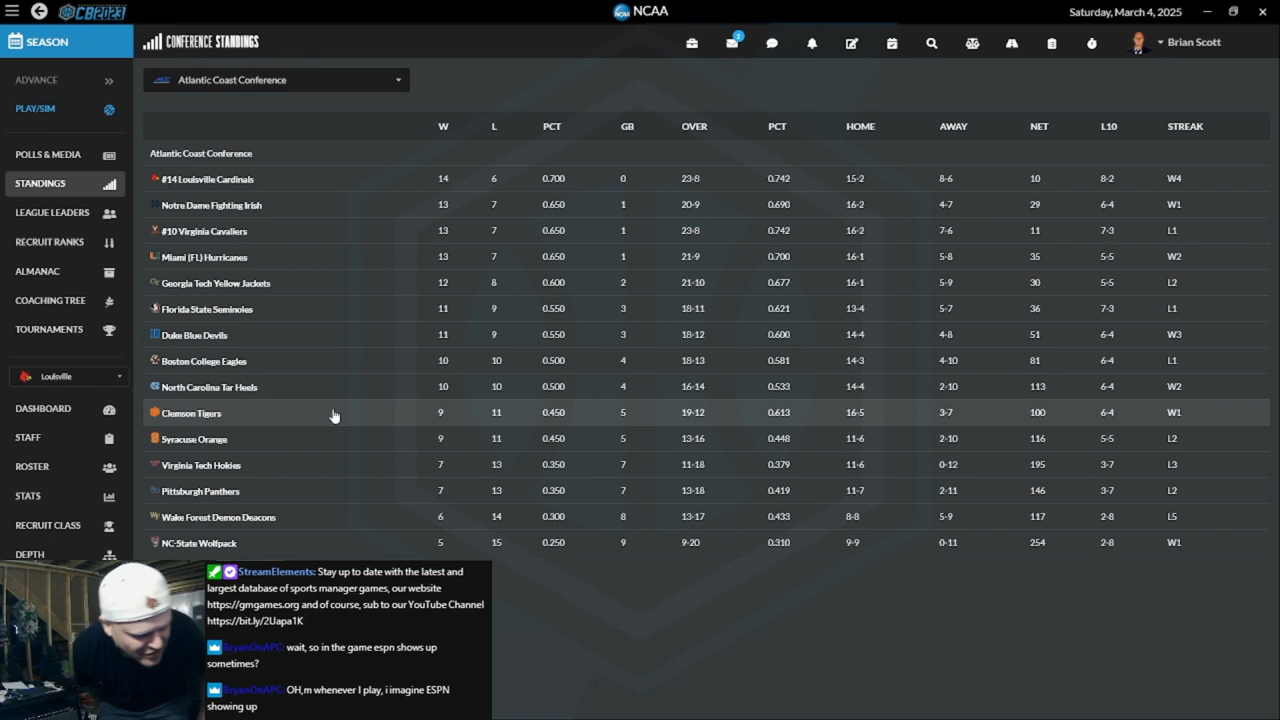 CB2023
NCAA
Saturday, March 4, 2025
SEASON
CONFERENCE STANDINGS
2
Brian Scott
ADVANCE
PLAY/SIM
POLLS & MEDIA
STANDINGS
LEAGUE LEADERS
RECRUIT RANKS
ALMANAC
COACHING TREE
TOURNAMENTS
Louisville
DASHBOARD
STAFF
ROSTER
STATS
RECRUIT CLASS
DEPTH
Atlantic Coast Conference
W L PCT GB OVER PCT HOME AWAY NET L10 STREAK
Atlantic Coast Conference
#14 Louisville Cardinals 14 6 0.700 0 23-8 0.742 15-2 8-6 10 8-2 W4
Notre Dame Fighting Irish 13 7 0.650 1 20-9 0.690 16-2 4-7 29 6-4 W1
#10 Virginia Cavaliers 13 7 0.650 1 23-8 0.742 16-2 7-6 11 7-3 L1
Miami (FL) Hurricanes 13 7 0.650 1 21-9 0.700 16-1 5-8 35 5-5 W2
Georgia Tech Yellow Jackets 12 8 0.600 2 21-10 0.677 16-1 5-9 30 5-5 L2
Florida State Seminoles 11 9 0.550 3 18-11 0.621 13-4 5-7 36 7-3 L1
Duke Blue Devils 11 9 0.550 3 18-12 0.600 14-4 4-8 51 6-4 W3
Boston College Eagles 10 10 0.500 4 18-13 0.581 14-3 4-10 81 6-4 L1
North Carolina Tar Heels 10 10 0.500 4 16-14 0.533 14-4 2-10 113 6-4 W2
Clemson Tigers 9 11 0.450 5 19-12 0.613 16-5 3-7 100 6-4 W1
Syracuse Orange 9 11 0.450 5 13-16 0.448 11-6 2-10 116 5-5 L2
Virginia Tech Hokies 7 13 0.350 7 11-18 0.379 11-6 0-12 195 3-7 L3
Pittsburgh Panthers 7 13 0.350 7 13-18 0.419 11-7 2-11 146 3-7 L2
Wake Forest Demon Deacons 6 14 0.300 8 13-17 0.433 8-8 5-9 117 2-8 L5
NC State Wolfpack 5 15 0.250 9 9-20 0.310 9-9 0-11 254 2-8 W1
StreamElements: Stay up to date with the latest and
largest database of sports manager games, our website
https://gmgames.org and of course, sub to our YouTube Channel
https://bit.ly/2Uapa1K
BryanOnAPC: wait, so in the game espn shows up
sometimes?
BryanOnAPC: OH,m whenever I play, i imagine ESPN
showing up